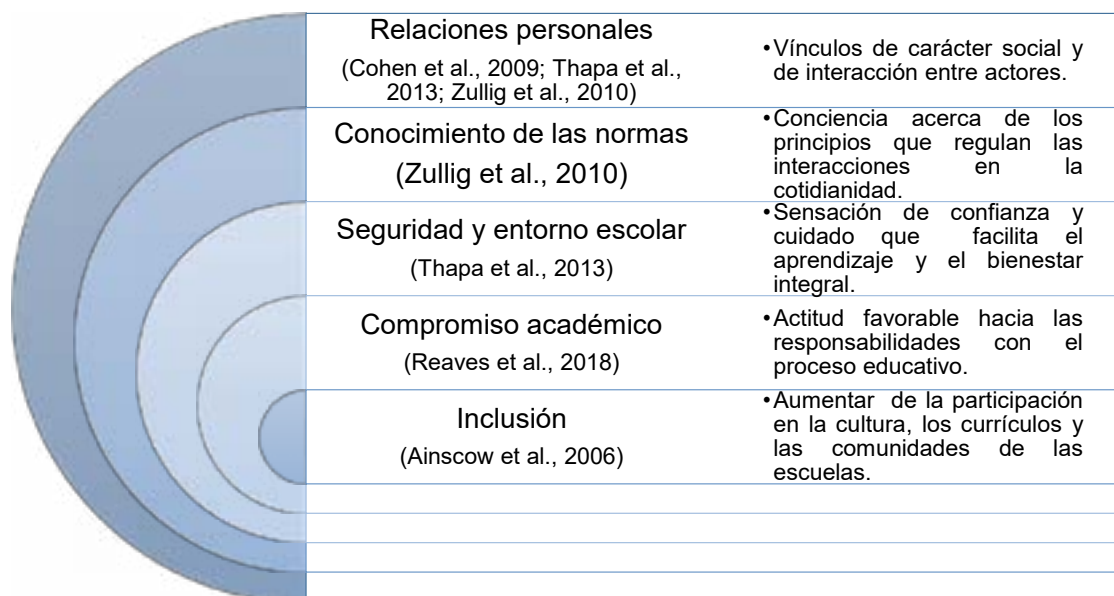 Relaciones personales
(Cohen et al., 2009; Thapa et al.,
2013; Zullig et al., 2010)
•Vínculos de carácter social y
de interacción entre actores.
Conocimiento de las normas
(Zullig et al., 2010)
•Conciencia acerca de los
principios que regulan las
interacciones en la
cotidianidad.
Seguridad y entorno escolar
(Thapa et al., 2013)
•Sensación de confianza y
cuidado que facilita el
aprendizaje y el bienestar
integral.
Compromiso académico
(Reaves et al., 2018)
•Actitud favorable hacia las
responsabilidades con el
proceso educativo.
Inclusión
(Ainscow et al., 2006)
•Aumentar de la participación
en la cultura, los currículos y
las comunidades de las
escuelas.